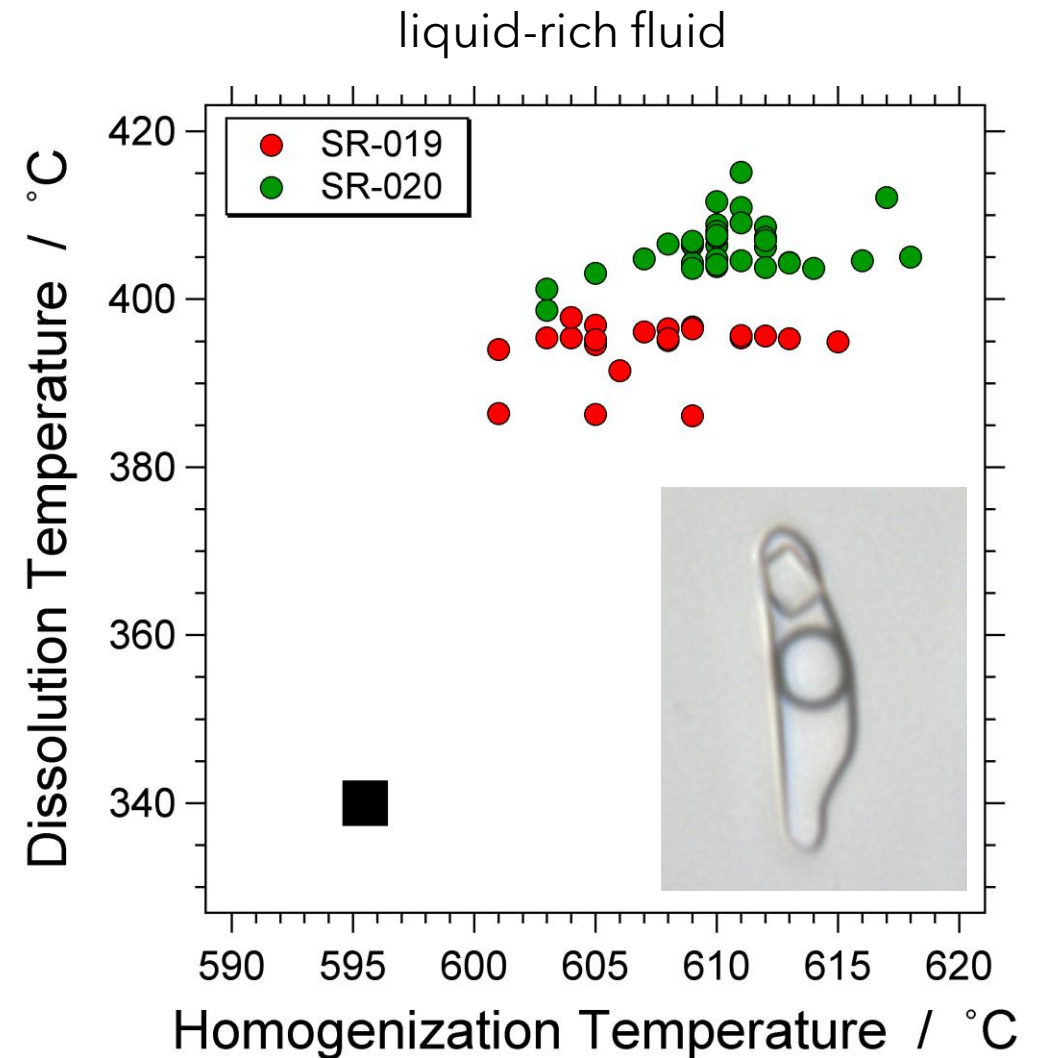 liquid-rich fluid
SR-019
SR-020
420
400
380
360
340
Dissolution Temperature / °C
590 595 600 605 610 615 620
Homogenization Temperature / °C